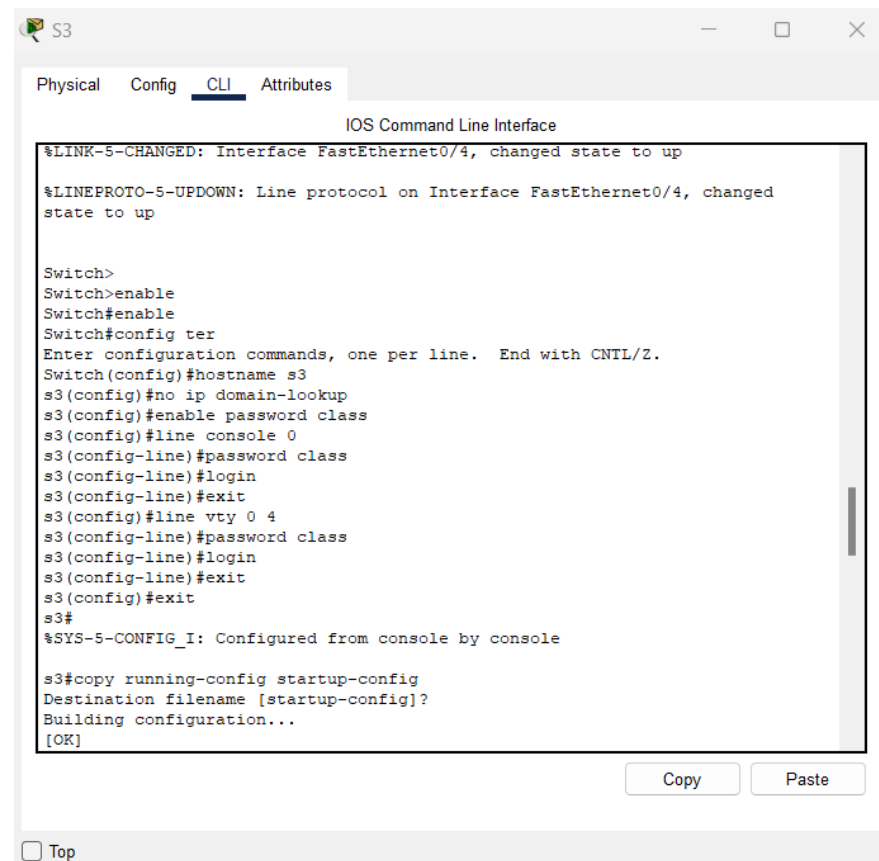 S3
Physical Config CLI Attributes
IOS Command Line Interface
%LINK-5-CHANGED: Interface FastEthernet0/4, changed state to up
%LINEPROTO-5-UPDOWN: Line protocol on Interface FastEthernet0/4, changed
state to up
Switch>
Switch>enable
Switch#enable
Switch#config ter
Enter configuration commands, one per line.  End with CNTL/Z.
Switch(config)#hostname s3
s3(config)#no ip domain-lookup
s3(config)#enable password class
s3(config)#line console 0
s3(config-line)#password class
s3(config-line)#login
s3(config-line)#exit
s3(config)#line vty 0 4
s3(config-line)#password class
s3(config-line)#login
s3(config-line)#exit
s3(config)#exit
s3#
%SYS-5-CONFIG_I: Configured from console by console
s3#copy running-config startup-config
Destination filename [startup-config]?
Building configuration...
[OK]
Copy Paste
Top